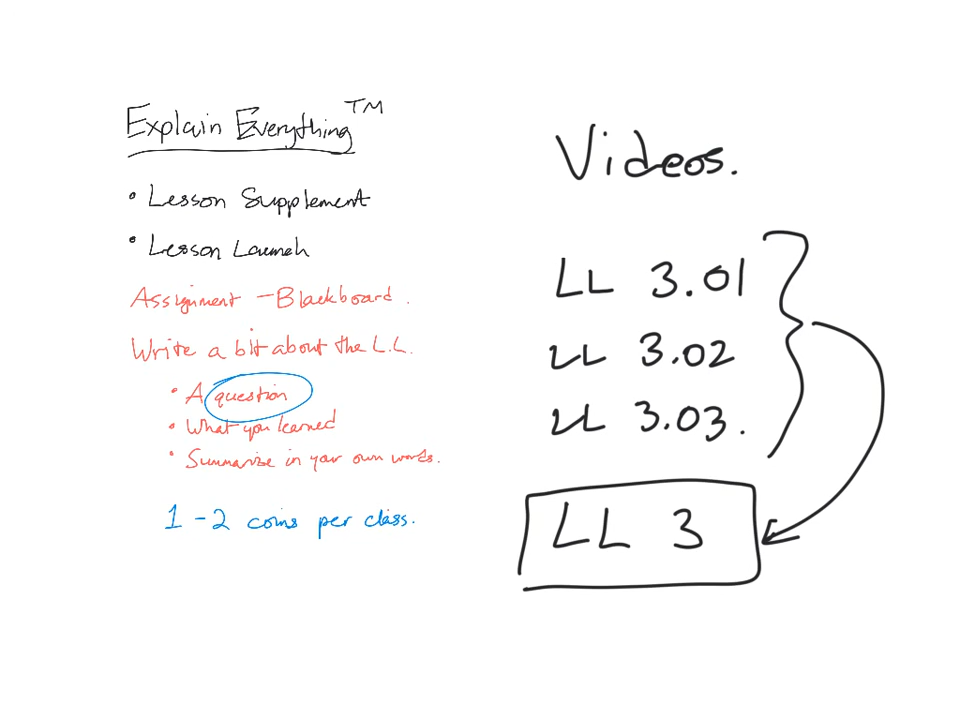 Explain Everything™
• Lesson Supplement
• Lesson Launch
Assignment - Blackboard.
Write a bit about the L.L.
• A question
• What you learned
• Summarize in your own words.
1-2 coins per class.
Videos.
LL 3.01
LL 3.02
LL 3.03.
LL 3